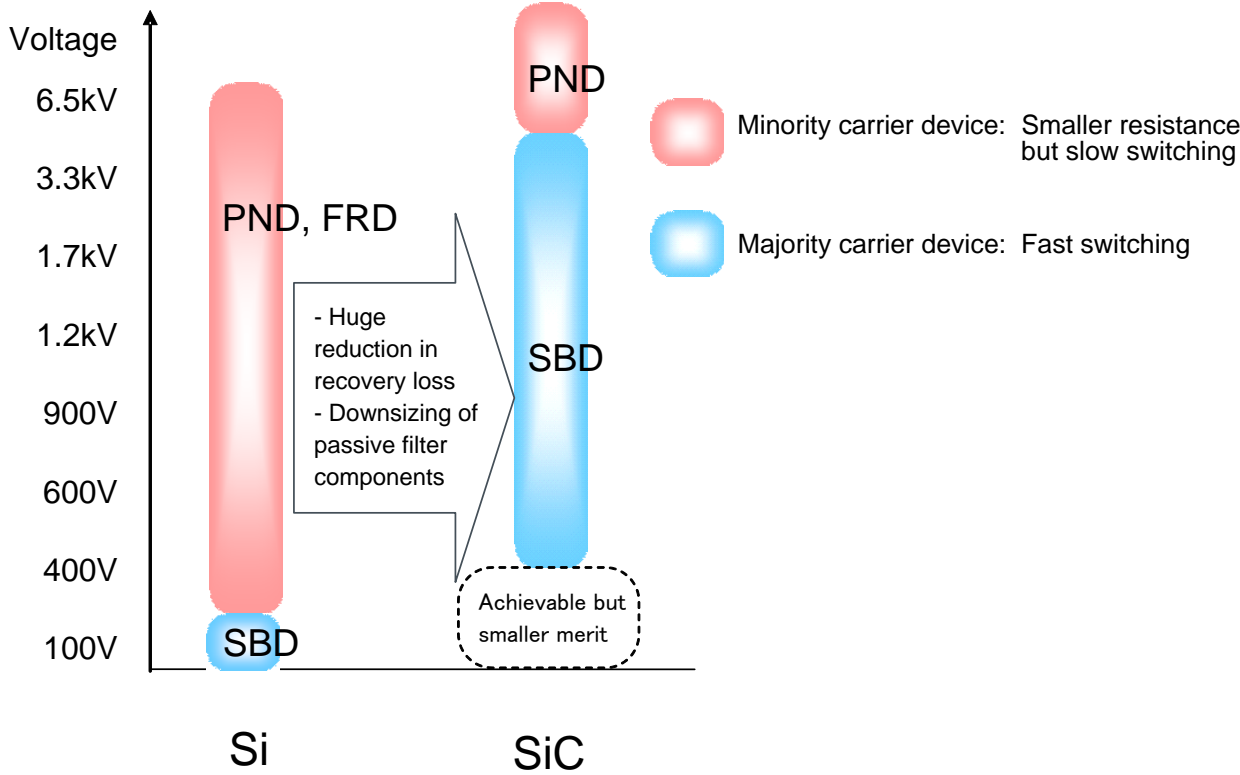 Voltage
6.5kV
3.3kV
1.7kV
1.2kV
900V
600V
400V
100V
PND, FRD
SBD
- Huge
reduction in
recovery loss
- Downsizing of
passive filter
components
PND
SBD
Achievable but
smaller merit
Si
SiC
Minority carrier device: Smaller resistance
but slow switching
Majority carrier device: Fast switching